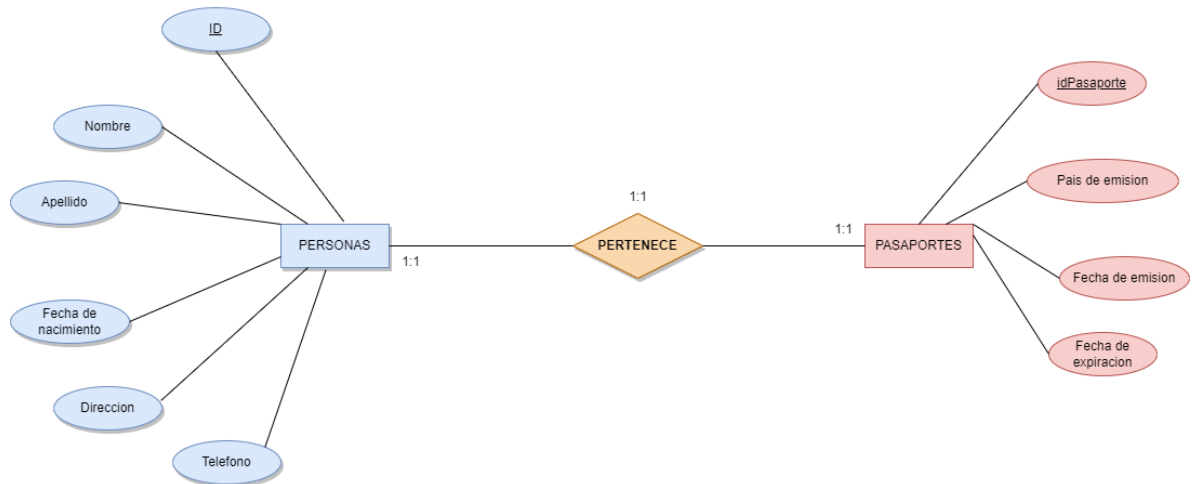 ID
idPasaporte
Nombre
Pais de emision
Apellido
1:1
1:1
PERSONAS
PERTENECE
PASAPORTES
1:1
Fecha de emision
Fecha de
nacimiento
Fecha de
expiracion
Direccion
Telefono